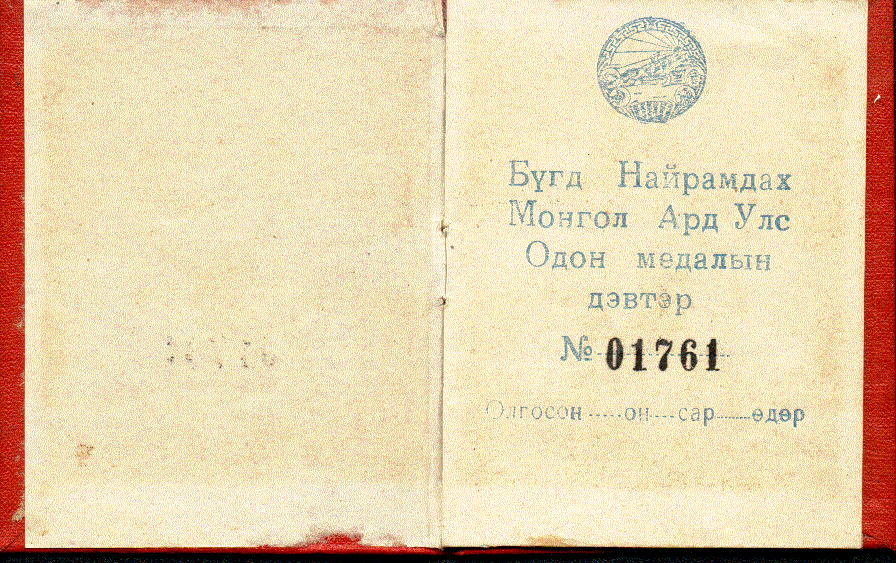 Бүгд Найрамдах
Монгол Ард Улс
Одон медалын
дэвтэр
№ 01761
Олгосон ..... он ... сар ...... өдөр